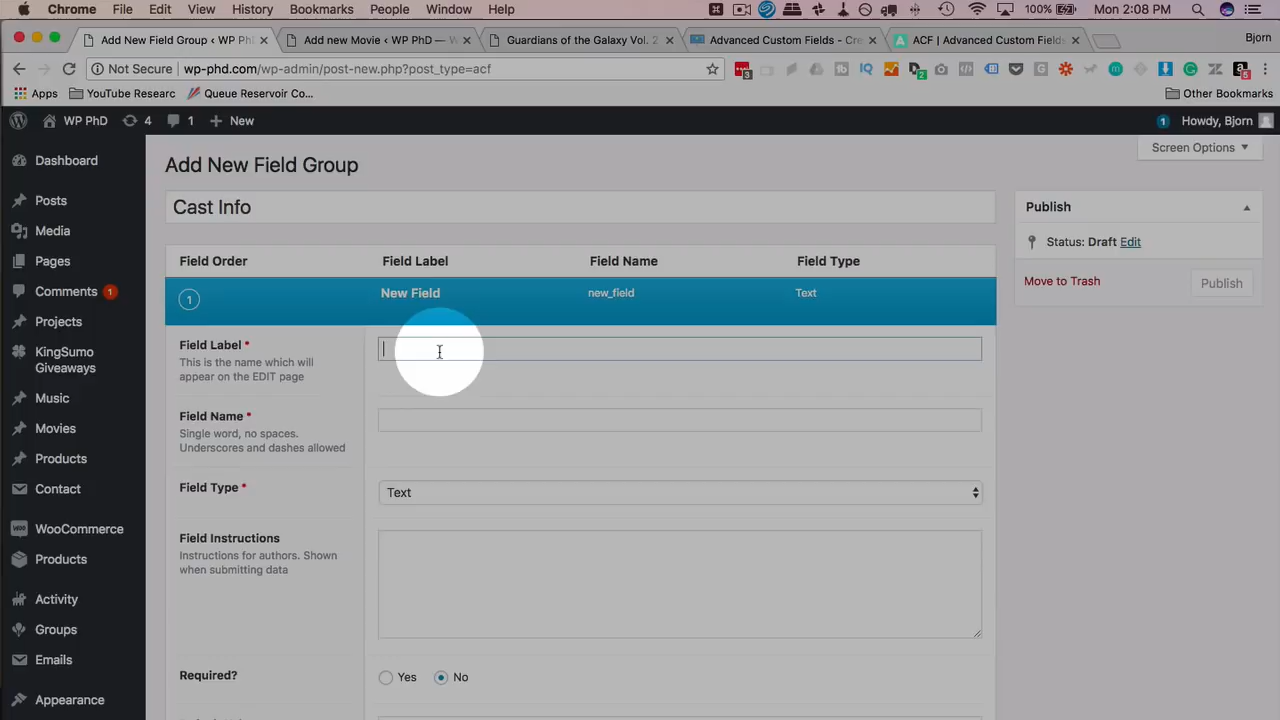 Chrome File Edit View History Bookmarks People Window Help 100% Mon 2:08 PM
Add New Field Group ‹ WP PhD Add new Movie ‹ WP PhD — W Guardians of the Galaxy Vol. 2 Advanced Custom Fields - Cre ACF | Advanced Custom Fields Bjorn
Not Secure wp-phd.com/wp-admin/post-new.php?post_type=acf
Apps YouTube Researc Queue Reservoir Co... Other Bookmarks
WP PhD 4 1 New 1 Howdy, Bjorn
Screen Options
Dashboard
Posts
Media
Pages
Comments 1
Projects
KingSumo
Giveaways
Music
Movies
Products
Contact
WooCommerce
Products
Activity
Groups
Emails
Appearance
Add New Field Group
Cast Info
Field Order Field Label Field Name Field Type
1 New Field new_field Text
Field Label *
This is the name which will
appear on the EDIT page
Field Name *
Single word, no spaces.
Underscores and dashes allowed
Field Type *
Text
Field Instructions
Instructions for authors. Shown
when submitting data
Required?
Yes No
Publish
Status: Draft Edit
Move to Trash Publish